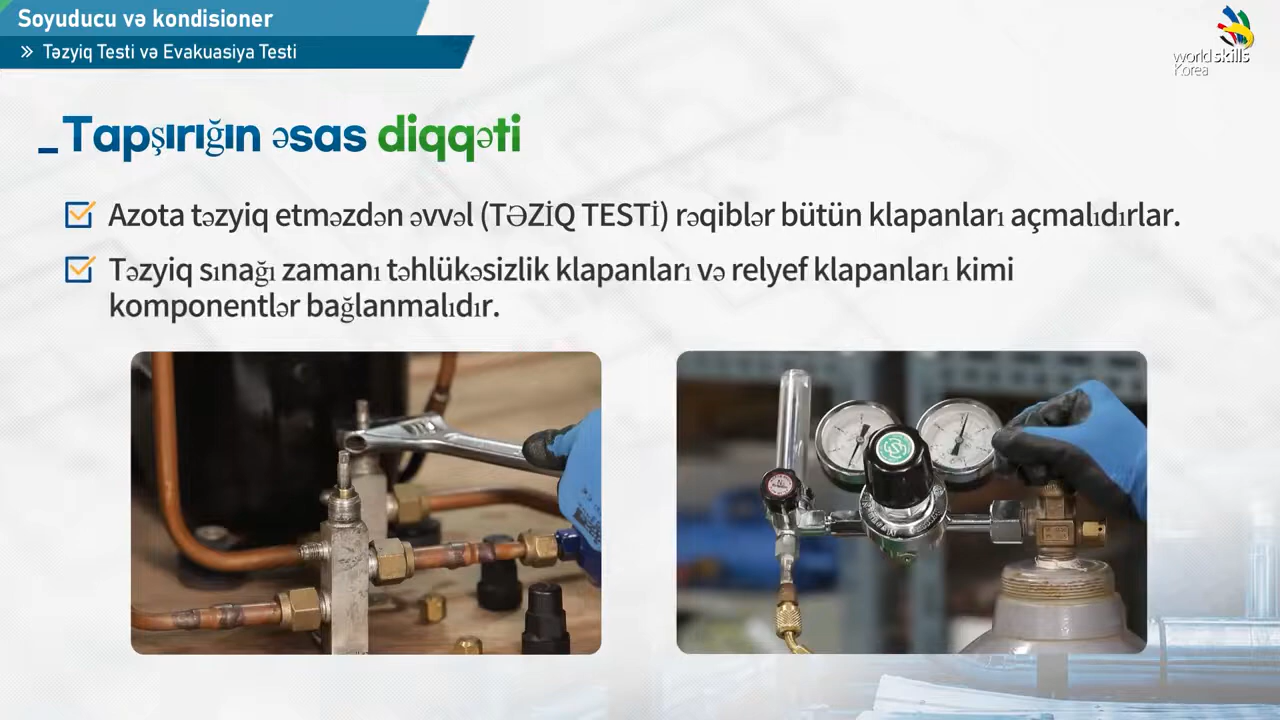 Soyuducu və kondisioner
» Təzyiq Testi və Evakuasiya Testi
world skills
Korea
_Tapşırığın əsas diqqəti
Azota təzyiq etməzdən əvvəl (TƏZİQ TESTİ) rəqiblər bütün klapanları açmalıdırlar.
Təzyiq sınağı zamanı təhlükəsizlik klapanları və relyef klapanları kimi
komponentlər bağlanmalıdır.